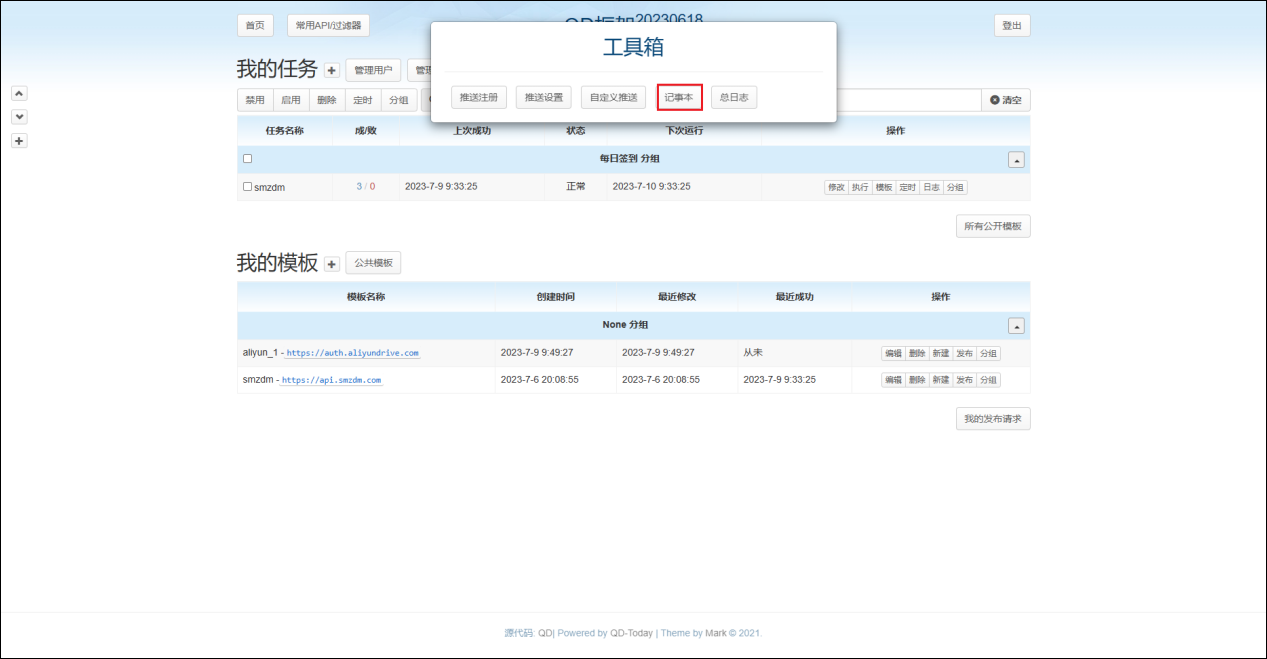 首页 常用API/过滤器 QD框架20230618 登出
工具箱
我的任务 管理用户
推送注册 推送设置 自定义推送 记事本 总日志
禁用 启用 删除 定时 分组 清空
任务名称 成/败 上次成功 状态 下次运行 操作
每日签到 分组
smzdm 3 / 0 2023-7-9 9:33:25 正常 2023-7-10 9:33:25 修改 执行 模板 定时 日志 分组
所有公开模板
我的模板 公共模板
模板名称 创建时间 最近修改 最近成功 操作
None 分组
aliyun_1 - https://auth.aliyundrive.com 2023-7-9 9:49:27 2023-7-9 9:49:27 从未 编辑 删除 新建 发布 分组
smzdm - https://api.smzdm.com 2023-7-6 20:08:55 2023-7-6 20:08:55 2023-7-9 9:33:25 编辑 删除 新建 发布 分组
我的发布请求
源代码: QD| Powered by QD-Today | Theme by Mark © 2021.